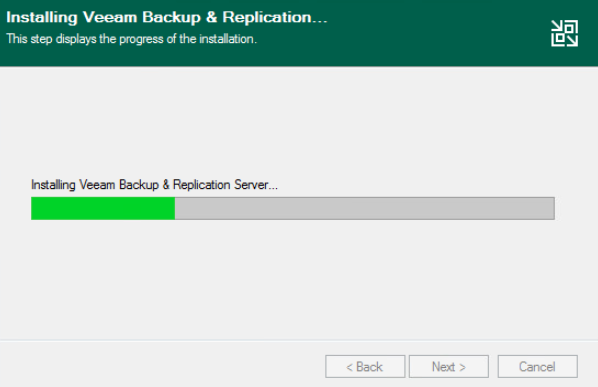 Installing Veeam Backup & Replication...
This step displays the progress of the installation.
Installing Veeam Backup & Replication Server...
< Back Next > Cancel